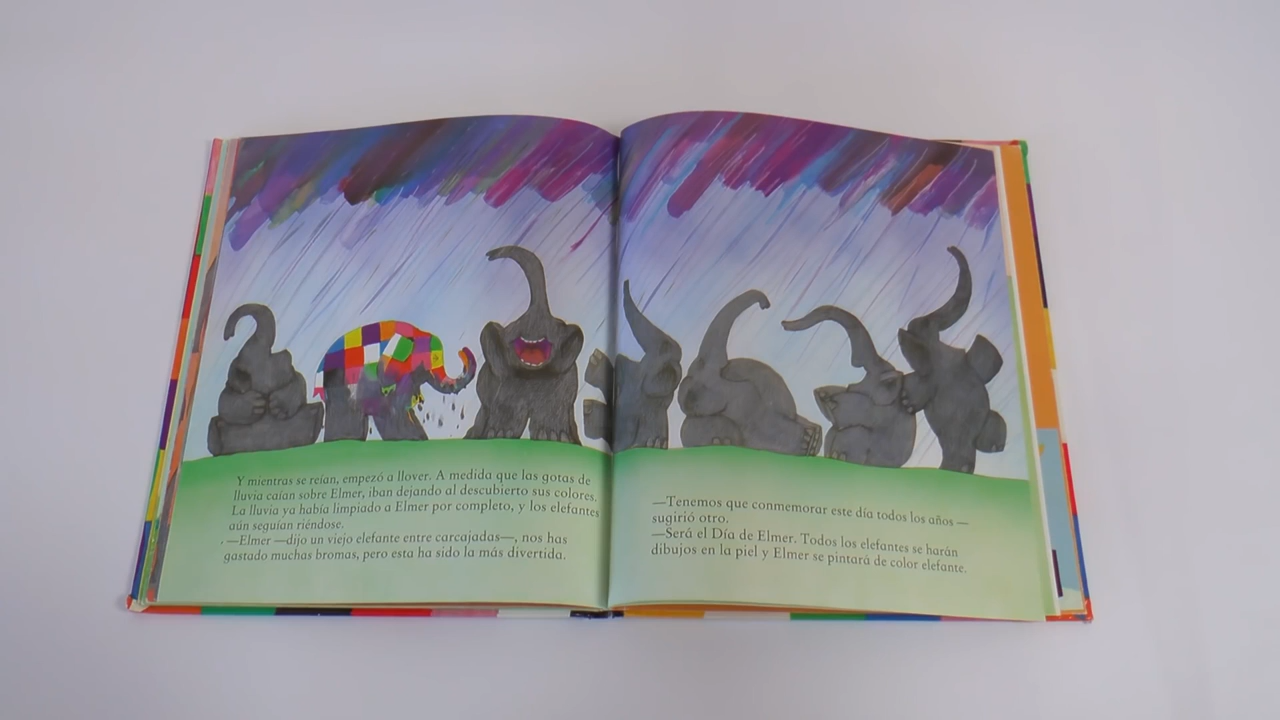 Y mientras se reían, empezó a llover. A medida que las gotas de
lluvia caían sobre Elmer, iban dejando al descubierto sus colores.
La lluvia ya había limpiado a Elmer por completo, y los elefantes
aún seguían riéndose.
—Elmer —dijo un viejo elefante entre carcajadas—, nos has
gastado muchas bromas, pero esta ha sido la más divertida.
—Tenemos que conmemorar este día todos los años —
sugirió otro.
—Será el Día de Elmer. Todos los elefantes se harán
dibujos en la piel y Elmer se pintará de color elefante.